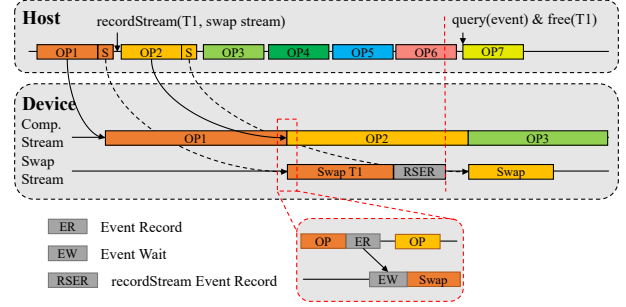 Host
recordStream(T1, swap stream)
query(event) & free(T1)
OP1 S OP2 S OP3 OP4 OP5 OP6 OP7
Device
Comp.
Stream
OP1 OP2 OP3
Swap
Stream
Swap T1 RSER Swap
ER Event Record
EW Event Wait
RSER recordStream Event Record
OP ER OP
EW Swap